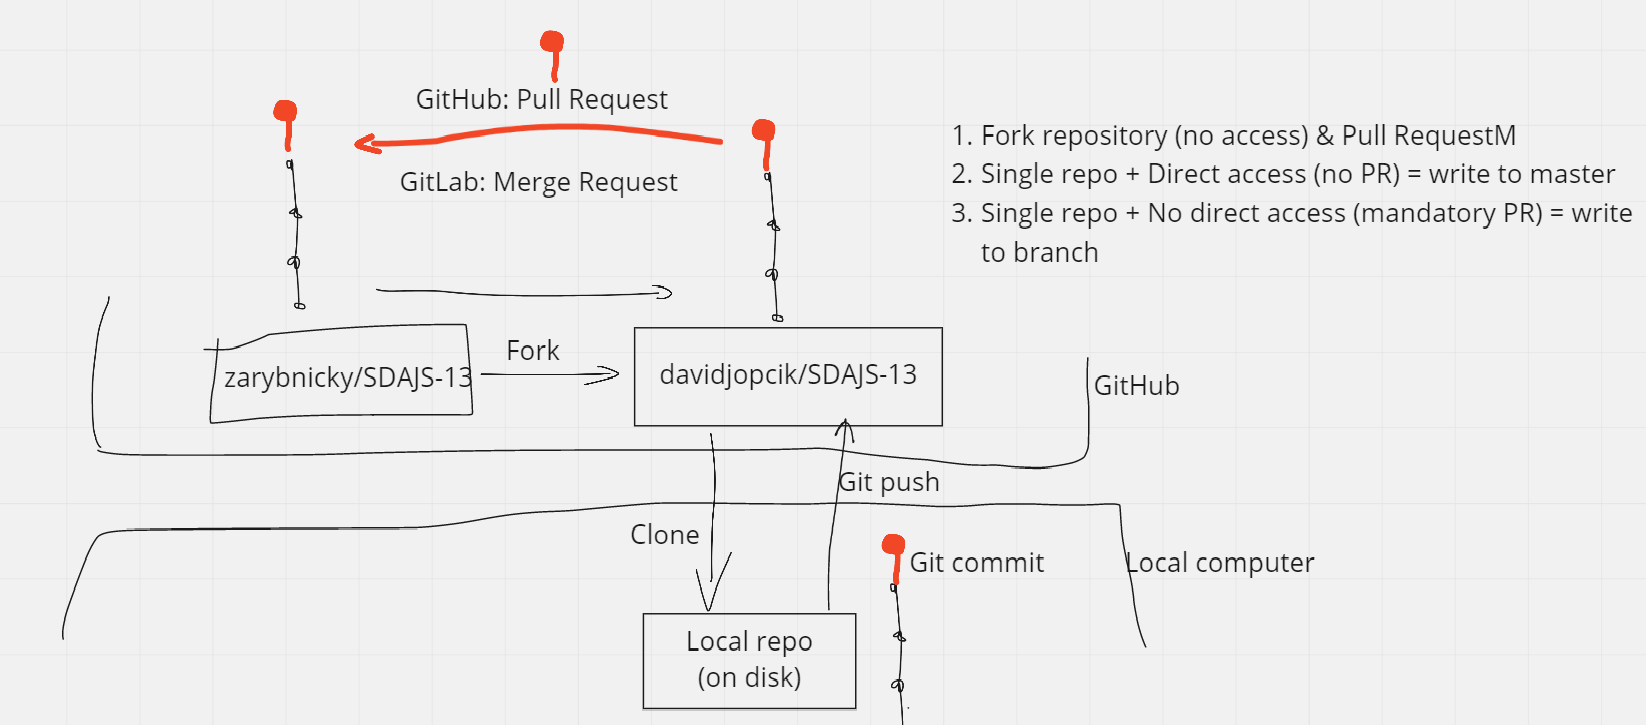 GitHub: Pull Request
GitLab: Merge Request
1. Fork repository (no access) & Pull RequestM
2. Single repo + Direct access (no PR) = write to master
3. Single repo + No direct access (mandatory PR) = write
to branch
Fork
zarybnicky/SDAJS-13
davidjopcik/SDAJS-13
GitHub
Git push
Clone
Git commit
Local computer
Local repo
(on disk)